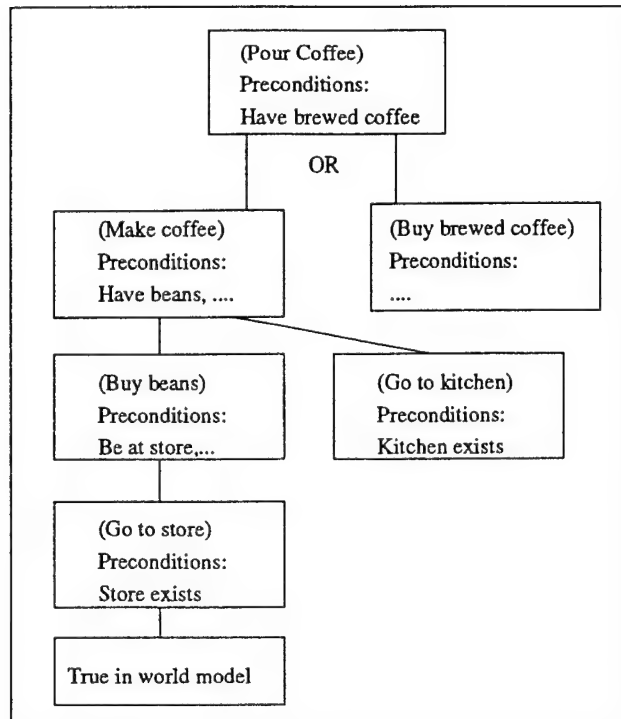 (Pour Coffee)
Preconditions:
Have brewed coffee
OR
(Make coffee)
Preconditions:
Have beans, ....
(Buy brewed coffee)
Preconditions:
....
(Buy beans)
Preconditions:
Be at store,...
(Go to kitchen)
Preconditions:
Kitchen exists
(Go to store)
Preconditions:
Store exists
True in world model